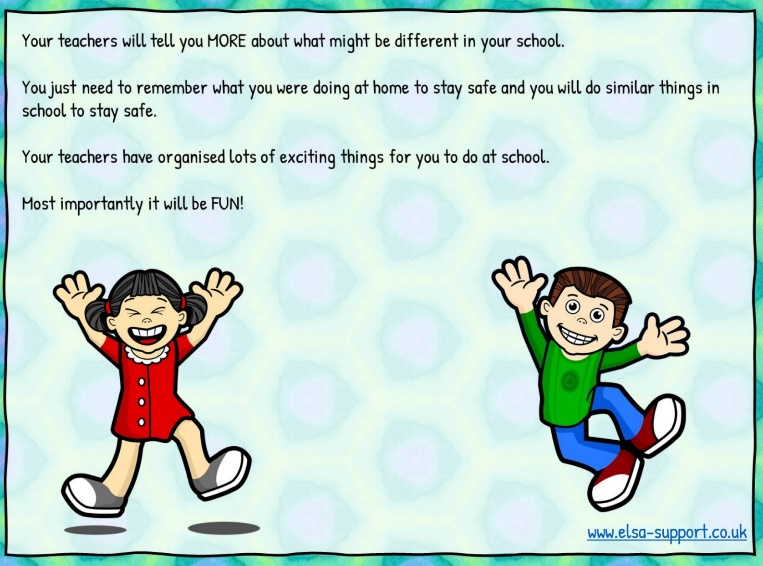 Your teachers will tell you MORE about what might be different in your school.
You just need to remember what you were doing at home to stay safe and you will do similar things in
school to stay safe.
Your teachers have organised lots of exciting things for you to do at school.
Most importantly it will be FUN!
www.elsa-support.co.uk